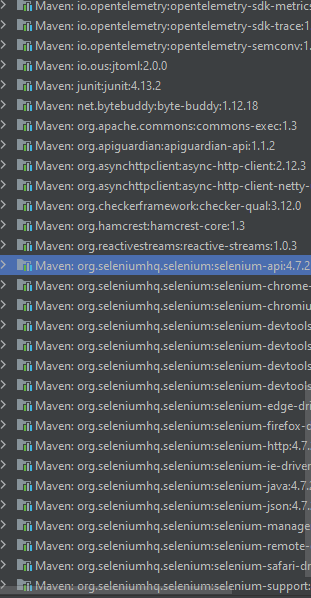 Maven: io.opentelemetry:opentelemetry-sdk-metrics
Maven: io.opentelemetry:opentelemetry-sdk-trace:1
Maven: io.opentelemetry:opentelemetry-semconv:1.
Maven: io.ous:jtoml:2.0.0
Maven: junit:junit:4.13.2
Maven: net.bytebuddy:byte-buddy:1.12.18
Maven: org.apache.commons:commons-exec:1.3
Maven: org.apiguardian:apiguardian-api:1.1.2
Maven: org.asynchttpclient:async-http-client:2.12.3
Maven: org.asynchttpclient:async-http-client-netty-
Maven: org.checkerframework:checker-qual:3.12.0
Maven: org.hamcrest:hamcrest-core:1.3
Maven: org.reactivestreams:reactive-streams:1.0.3
Maven: org.seleniumhq.selenium:selenium-api:4.7.2
Maven: org.seleniumhq.selenium:selenium-chrome-
Maven: org.seleniumhq.selenium:selenium-chromiu
Maven: org.seleniumhq.selenium:selenium-devtools
Maven: org.seleniumhq.selenium:selenium-devtools
Maven: org.seleniumhq.selenium:selenium-devtools
Maven: org.seleniumhq.selenium:selenium-devtools
Maven: org.seleniumhq.selenium:selenium-edge-dri
Maven: org.seleniumhq.selenium:selenium-firefox-d
Maven: org.seleniumhq.selenium:selenium-http:4.7.
Maven: org.seleniumhq.selenium:selenium-ie-driver
Maven: org.seleniumhq.selenium:selenium-java:4.7.2
Maven: org.seleniumhq.selenium:selenium-json:4.7.2
Maven: org.seleniumhq.selenium:selenium-manage
Maven: org.seleniumhq.selenium:selenium-remote-
Maven: org.seleniumhq.selenium:selenium-safari-dr
Maven: org.seleniumhq.selenium:selenium-support: